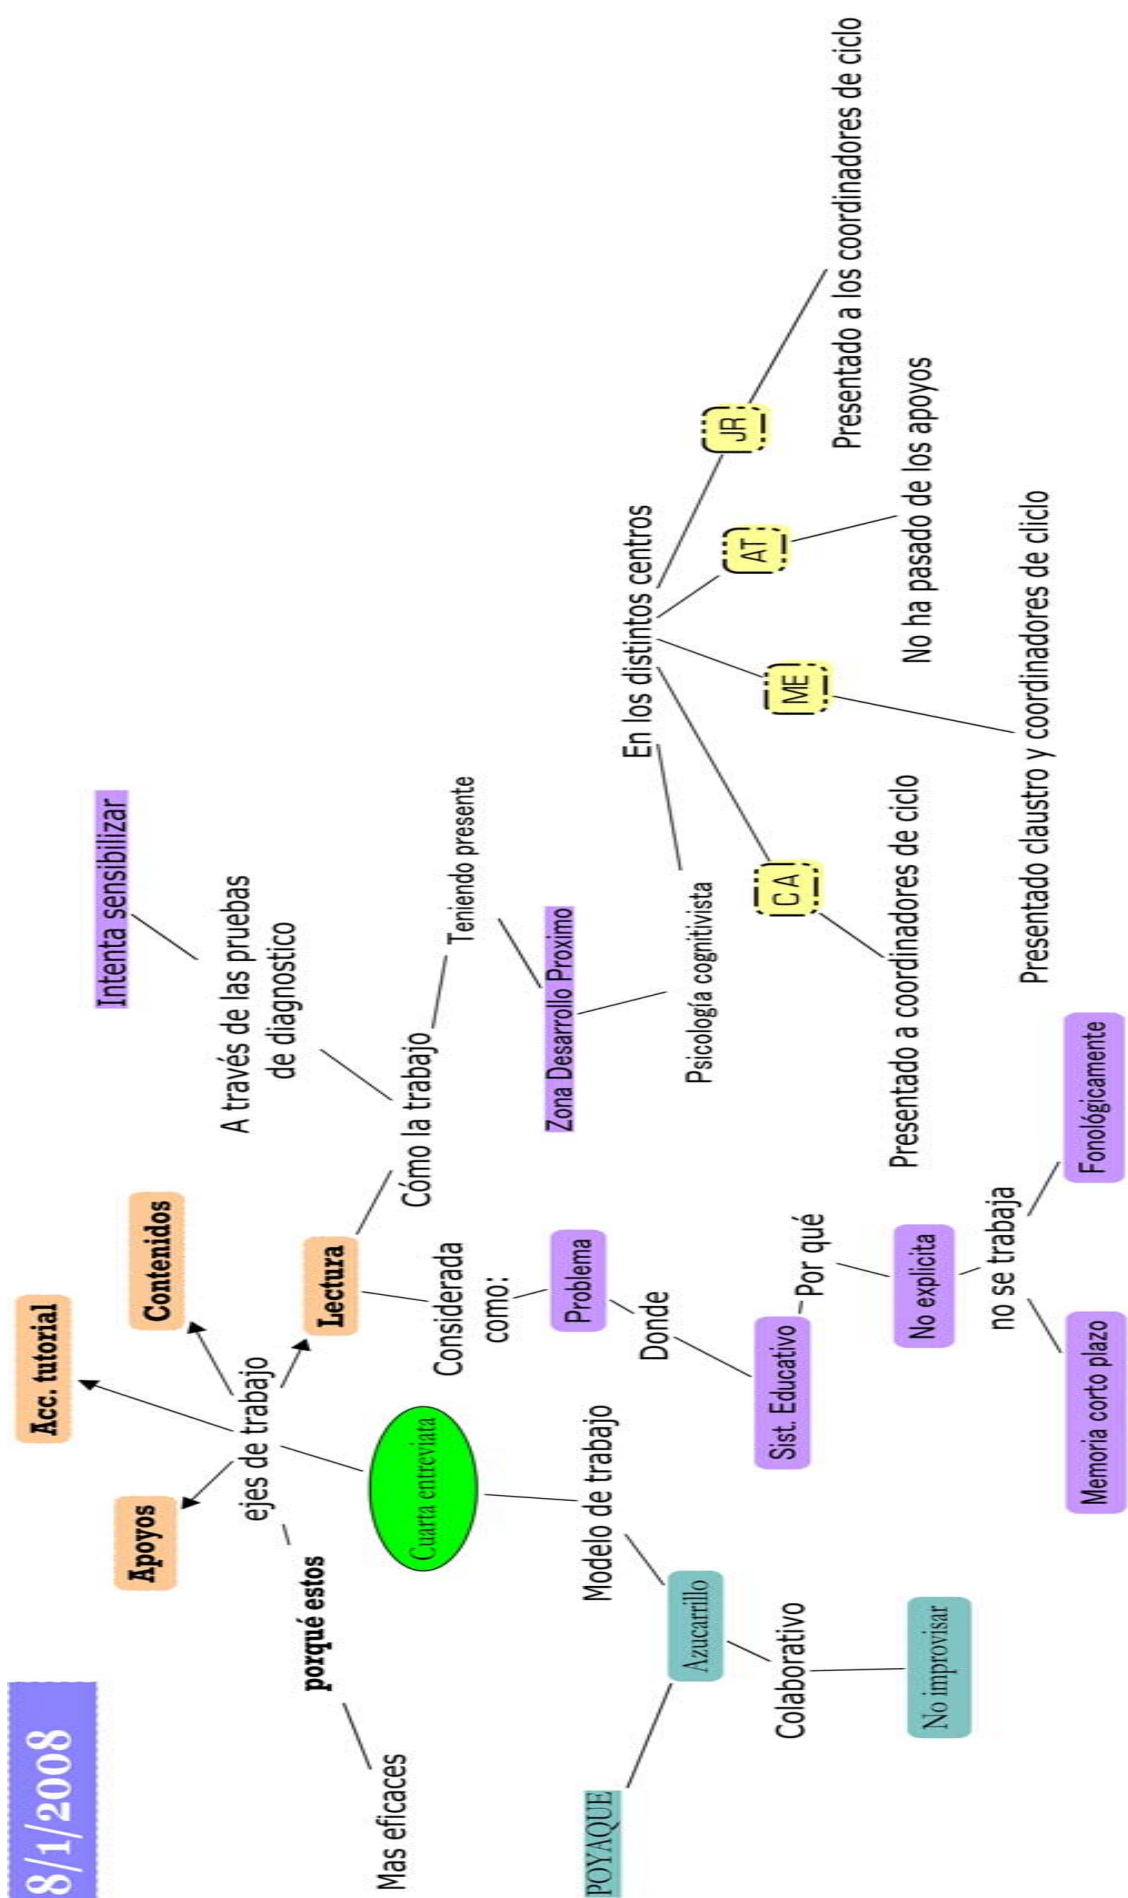 8/1/2008
Apoyos
Acc. tutorial
Contenidos
Intenta sensibilizar
ejes de trabajo
A través de las pruebas
de diagnostico
porqué estos
Lectura
Mas eficaces
Cuarta entreviata
Cómo la trabajo
Teniendo presente
Considerada
como:
Problema
Zona Desarrollo Proximo
POYAQUE
Modelo de trabajo
Donde
En los distintos centros
Azucarrillo
Psicología cognitivista
JR
AT
ME
C A
Colaborativo
Sist. Educativo
Por qué
Presentado a los coordinadores de ciclo
No improvisar
No explicita
Presentado a coordinadores de ciclo
No ha pasado de los apoyos
no se trabaja
Presentado claustro y coordinadores de cliclo
Memoria corto plazo
Fonológicamente